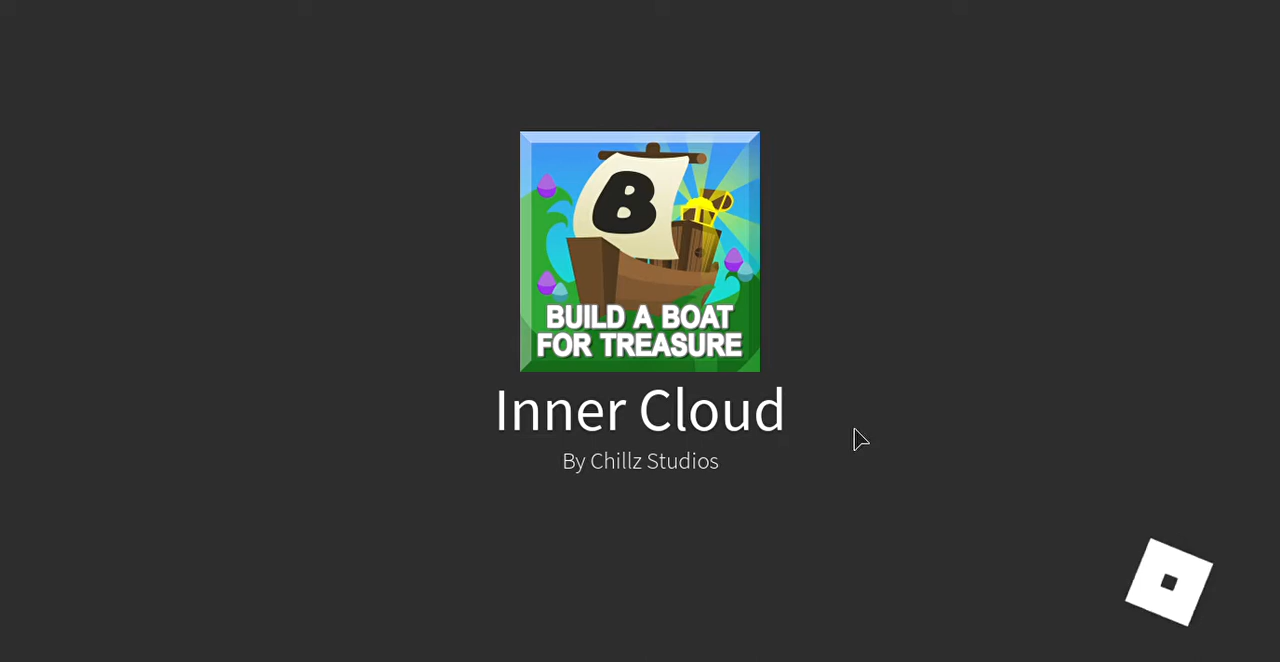 B
BUILD A BOAT
FOR TREASURE
Inner Cloud
By Chillz Studios